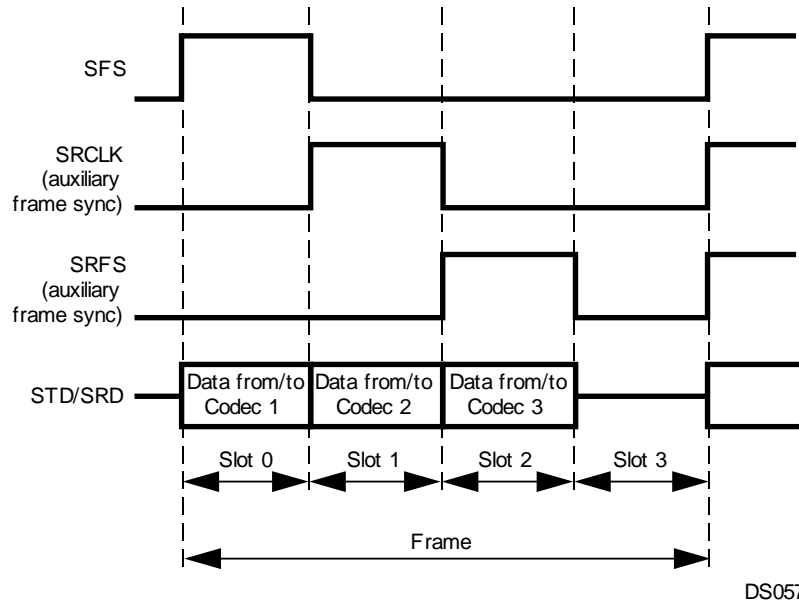 SFS
SRCLK
(auxiliary
frame sync)
SRFS
(auxiliary
frame sync)
STD/SRD
Data from/to
Codec 1
Data from/to
Codec 2
Data from/to
Codec 3
Slot 0
Slot 1
Slot 2
Slot 3
Frame
DS057